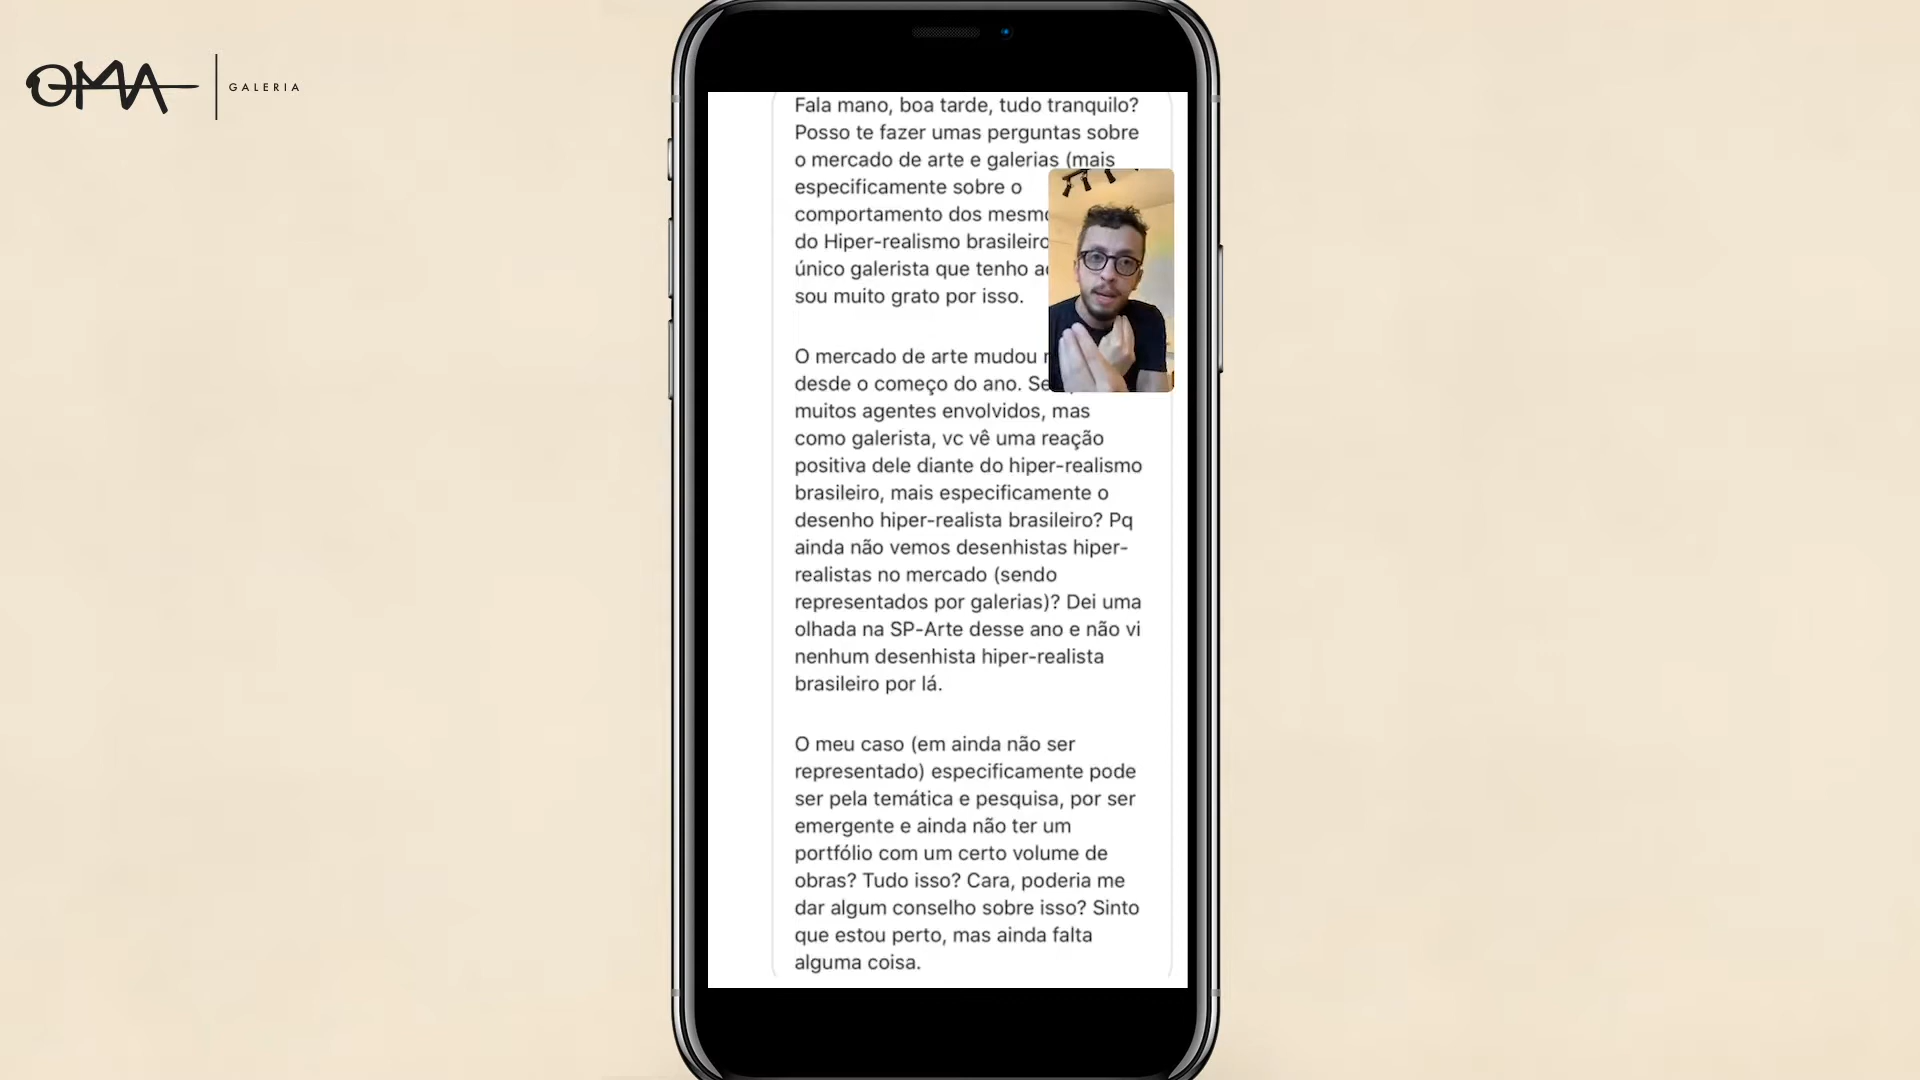 OMA
GALERIA
Fala mano, boa tarde, tudo tranquilo?
Posso te fazer umas perguntas sobre
o mercado de arte e galerias (mais
especificamente sobre o
comportamento dos
do Hiper-realismo brasileiro
único galerista que tenho
sou muito grato por isso.
O mercado de arte mudou
desde o começo do ano.
muitos agentes envolvidos, mas
como galerista, vc vê uma reação
positiva dele diante do hiper-realismo
brasileiro, mais especificamente o
desenho hiper-realista brasileiro? Pq
ainda não vemos desenhistas hiper-
realistas no mercado (sendo
representados por galerias)? Dei uma
olhada na SP-Arte desse ano e não vi
nenhum desenhista hiper-realista
brasileiro por lá.
O meu caso (em ainda não ser
representado) especificamente pode
ser pela temática e pesquisa, por ser
emergente e ainda não ter um
portfólio com um certo volume de
obras? Tudo isso? Cara, poderia me
dar algum conselho sobre isso? Sinto
que estou perto, mas ainda falta
alguma coisa.